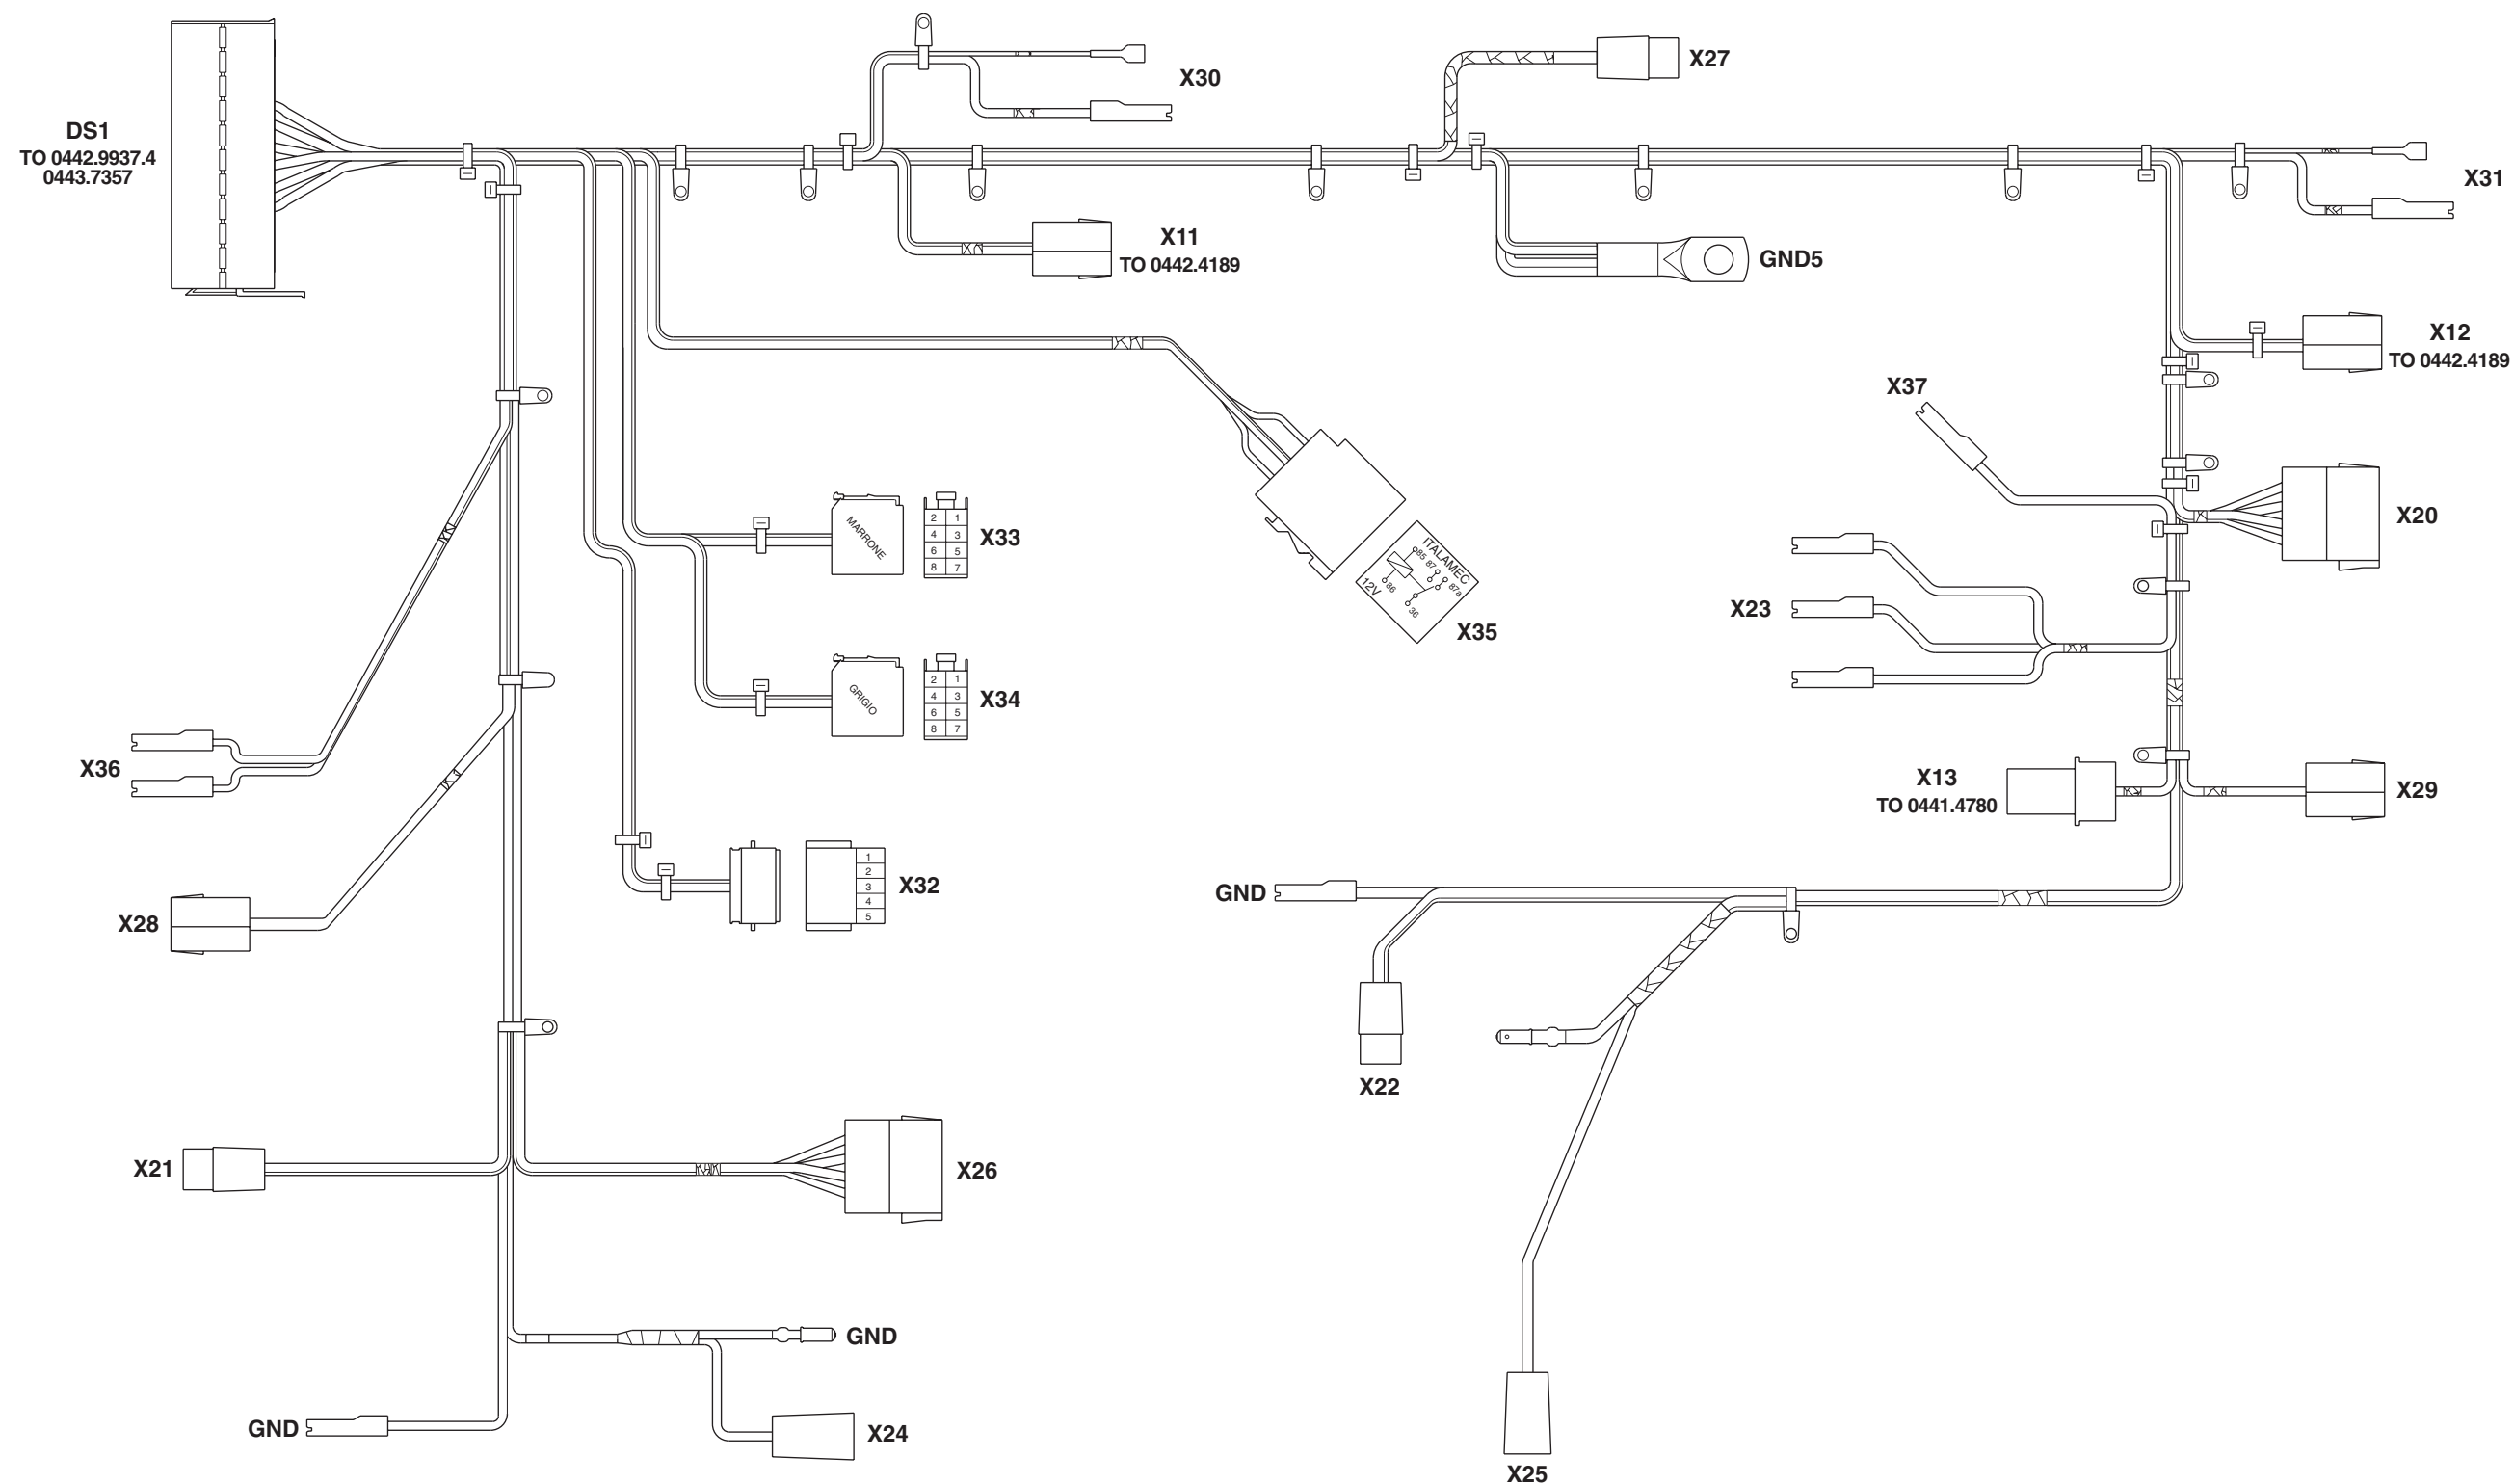 X30
X27
DS1
TO 0442.9937.4
0443.7357
X31
X11
TO 0442.4189
GND5
X12
TO 0442.4189
X37
MARRONE
2 1
4 3
6 5
8 7
X33
X20
ITALAMEC
85
87
87a
86
36
12V
X35
X23
GRIGIO
2 1
4 3
6 5
8 7
X34
X36
X13
TO 0441.4780
X29
1
2
3
4
5
X32
GND
X28
X22
X21
X26
GND
GND
X24
X25